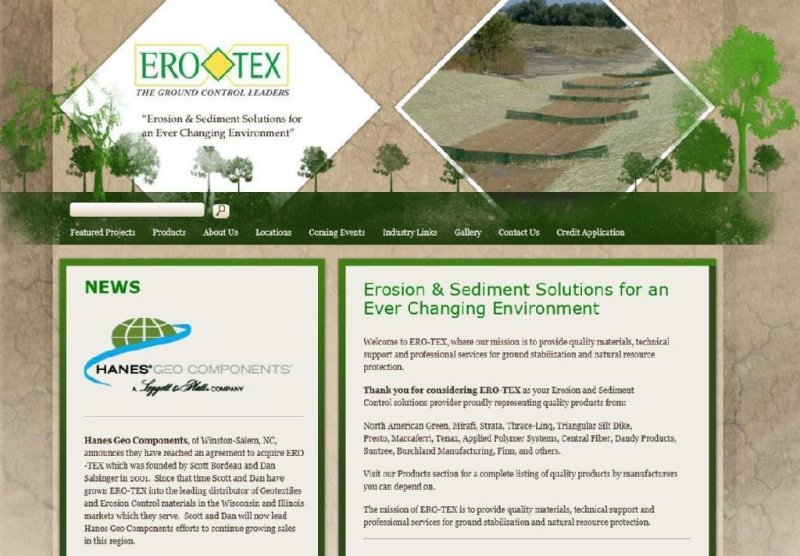 ERO TEX
THE GROUND CONTROL LEADERS
"Erosion & Sediment Solutions for
an Ever Changing Environment"
Featured Projects Products About Us Locations Coming Events Industry Links Gallery Contact Us Credit Application
NEWS
HANES GEO COMPONENTS
A Leggett & Platt COMPANY
Hanes Geo Components, of Winston-Salem, NC,
announces they have reached an agreement to acquire ERO
-TEX which was founded by Scott Bordeau and Dan
Salsinger in 2001. Since that time Scott and Dan have
grown ERO-TEX into the leading distributor of Geotextiles
and Erosion Control materials in the Wisconsin and Illinois
markets which they serve. Scott and Dan will now lead
Hanes Geo Components efforts to continue growing sales
in this region.
Erosion & Sediment Solutions for an
Ever Changing Environment
Welcome to ERO-TEX, where our mission is to provide quality materials, technical
support and professional services for ground stabilization and natural resource
protection.
Thank you for considering ERO-TEX as your Erosion and Sediment
Control solutions provider proudly representing quality products from:
North American Green, Mirafi, Strata, Thrace-Linq, Triangular Silt Dike,
Presto, Maccaferri, Tenax, Applied Polymer Systems, Central Fiber, Dandy Products,
Suntree, Burchland Manufacturing, Finn, and others.
Visit our Products section for a complete listing of quality products by manufacturers
you can depend on.
The mission of ERO-TEX is to provide quality materials, technical support and
professional services for ground stabilization and natural resource protection.